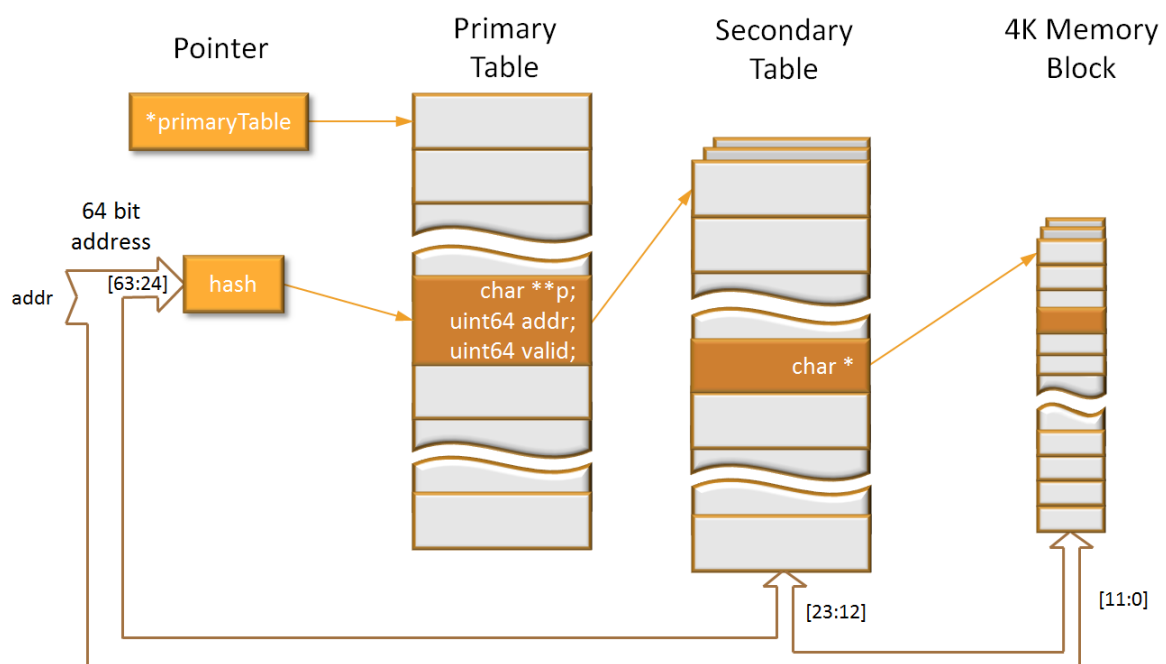 Pointer
Primary
Table
Secondary
Table
4K Memory
Block
*primaryTable
64 bit
address
addr
[63:24]
hash
char **p;
uint64 addr;
uint64 valid;
char *
[23:12]
[11:0]